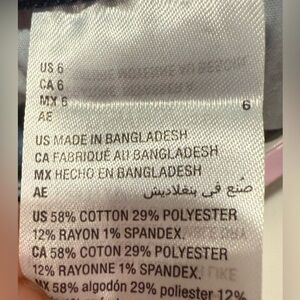 US 6
CA 6
MX 6
AE
6
US MADE IN BANGLADESH
CA FABRIQUÉ AU BANGLADESH
MX HECHO EN BANGLADESH
AE صنع في بنغلاديش
US 58% COTTON 29% POLYESTER
12% RAYON 1% SPANDEX.
CA 58% COTON 29% POLYESTER
12% RAYONNE 1% SPANDEX.
MX 58% algodón 29% poliester 12%